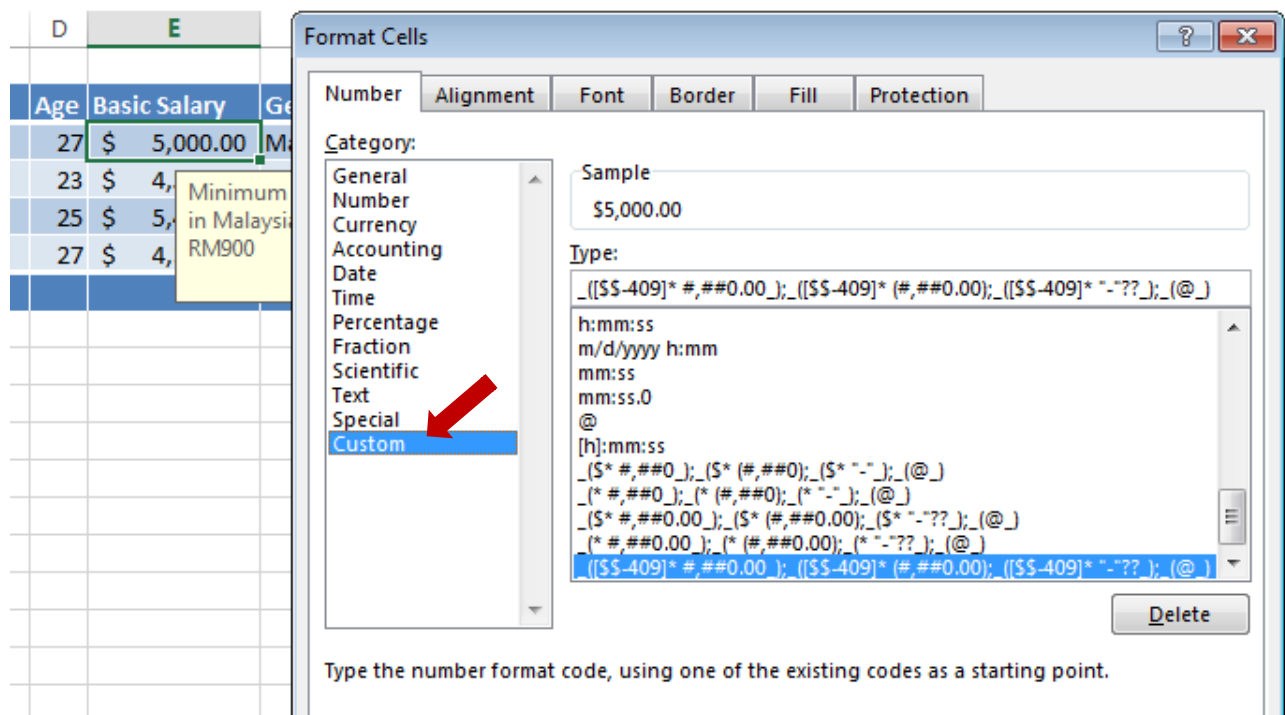 D E
Format Cells
Age Basic Salary
Number Alignment Font Border Fill Protection
27 $ 5,000.00
23 $ 4,
25 $ 5,
27 $ 4,
Minimum
in Malaysia
RM900
Category:
General
Number
Currency
Accounting
Date
Time
Percentage
Fraction
Scientific
Text
Special
Custom
Sample
$5,000.00
Type:
_([$$-409]* #,##0.00_);_([$$-409]* (#,##0.00);_([$$-409]* "-"??_);_(@_)
h:mm:ss
m/d/yyyy h:mm
mm:ss
mm:ss.0
@
[h]:mm:ss
_($* #,##0_);_($* (#,##0);_($* "-"_);_(@_)
_(* #,##0_);_(* (#,##0);_(* "-"_);_(@_)
_($* #,##0.00_);_($* (#,##0.00);_($* "-"??_);_(@_)
_(* #,##0.00_);_(* (#,##0.00);_(* "-"??_);_(@_)
_([$$-409]* #,##0.00_);_([$$-409]* (#,##0.00);_([$$-409]* "-"??_);_(@_)
Delete
Type the number format code, using one of the existing codes as a starting point.